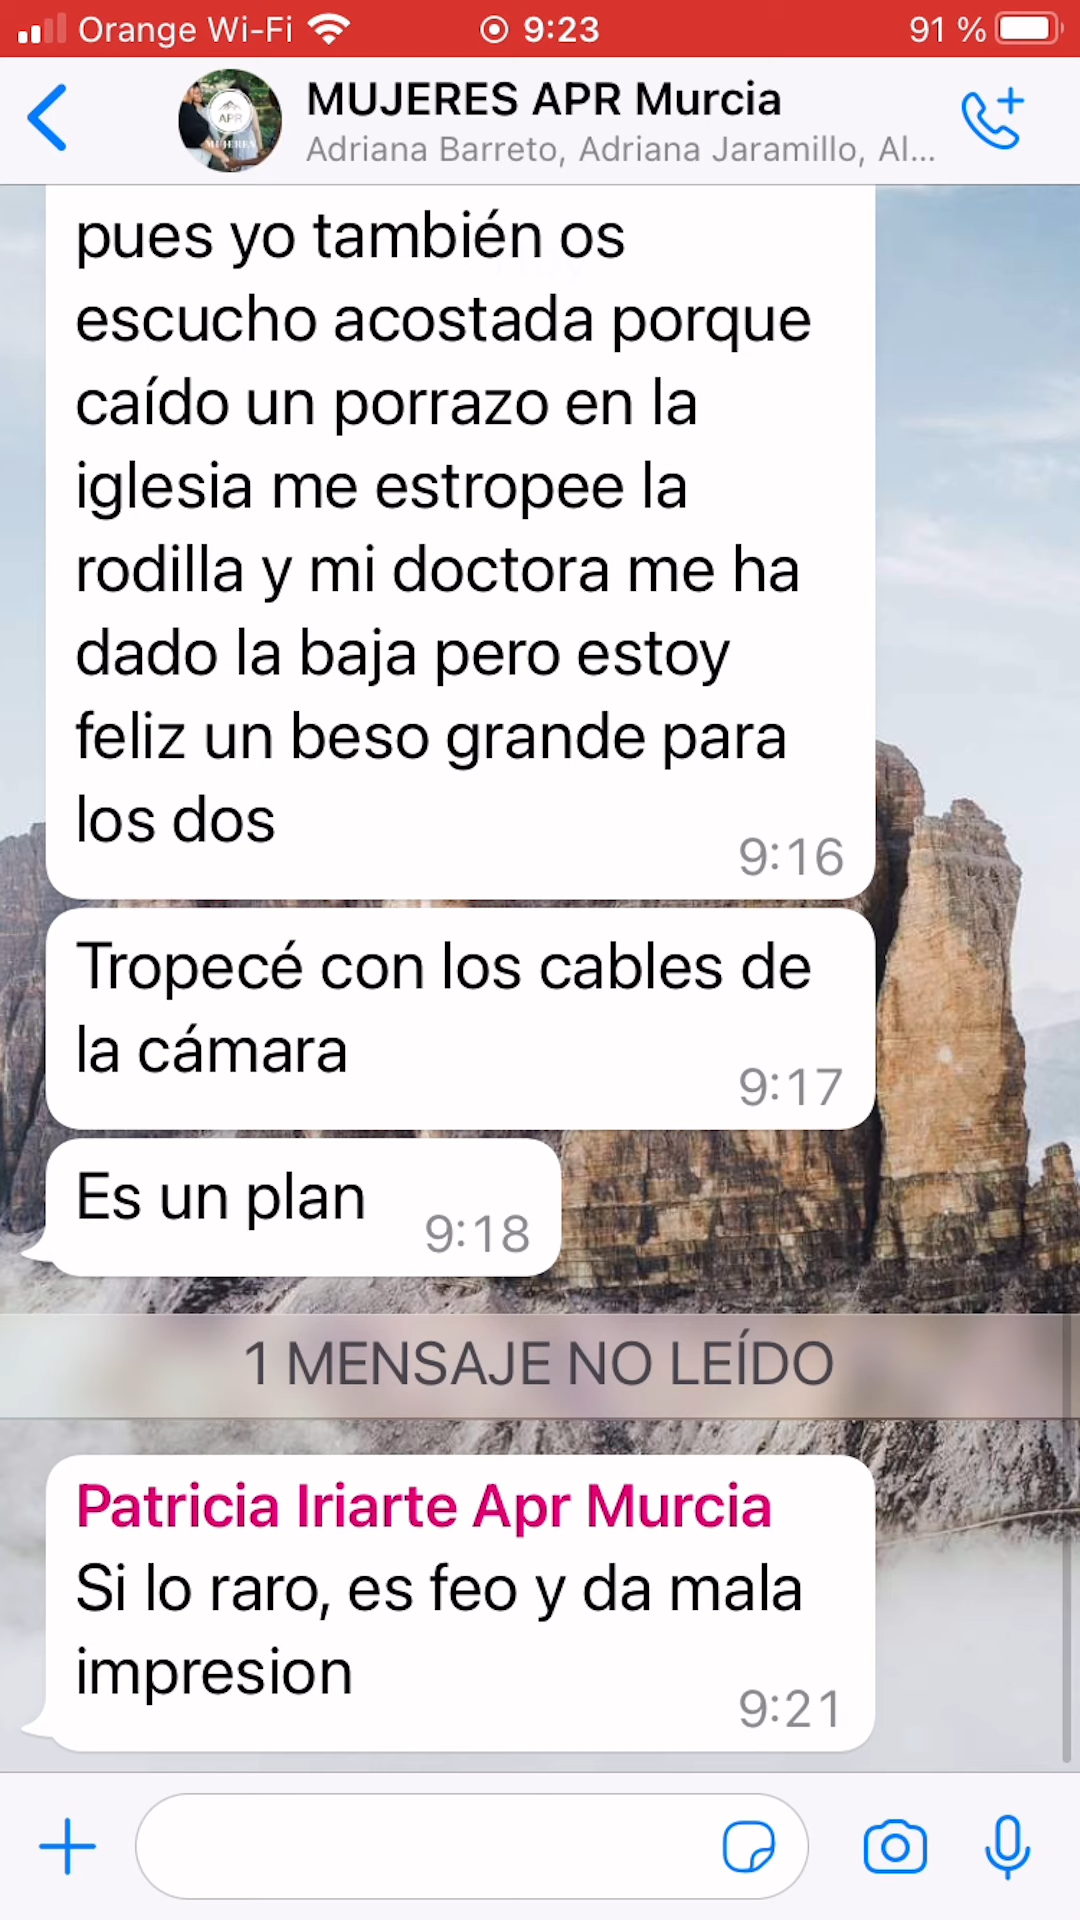 Orange Wi-Fi 9:23 91 %
MUJERES APR Murcia
Adriana Barreto, Adriana Jaramillo, Al...
APR
MUJERES
pues yo también os
escucho acostada porque
caído un porrazo en la
iglesia me estropee la
rodilla y mi doctora me ha
dado la baja pero estoy
feliz un beso grande para
los dos
9:16
Tropecé con los cables de
la cámara
9:17
Es un plan
9:18
1 MENSAJE NO LEÍDO
Patricia Iriarte Apr Murcia
Si lo raro, es feo y da mala
impresion
9:21